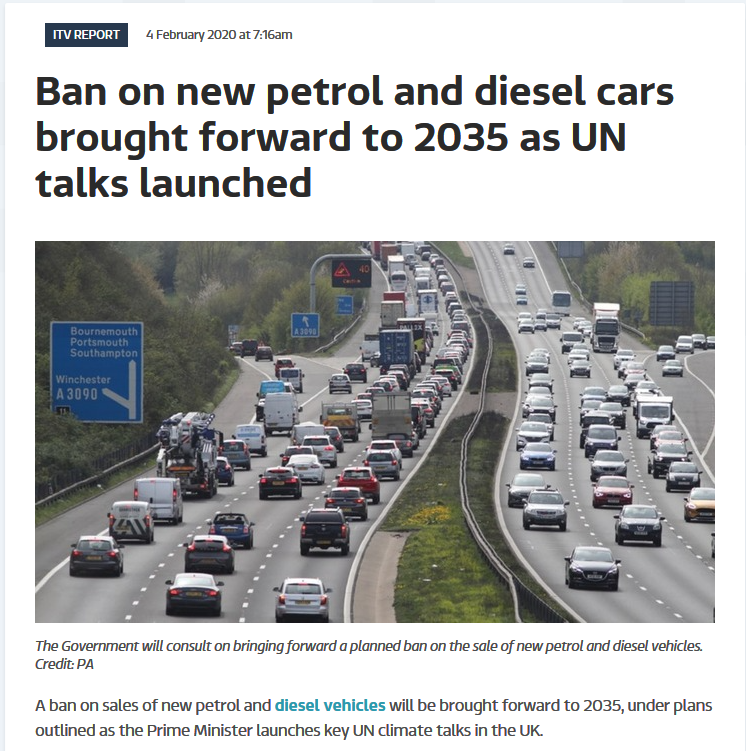 ITV REPORT 4 February 2020 at 7:16am
Ban on new petrol and diesel cars
brought forward to 2035 as UN
talks launched
40
A 3090
Bournemouth
Portsmouth
Southampton
Winchester
A 3090
The Government will consult on bringing forward a planned ban on the sale of new petrol and diesel vehicles.
Credit: PA
A ban on sales of new petrol and diesel vehicles will be brought forward to 2035, under plans
outlined as the Prime Minister launches key UN climate talks in the UK.